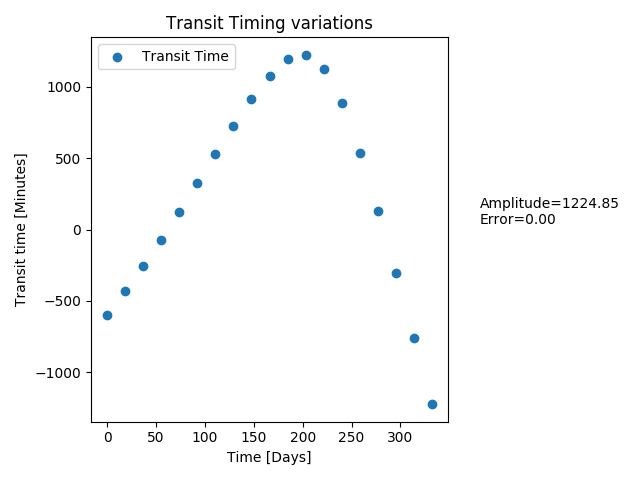 Transit Timing variations
Transit Time
Transit time [Minutes]
1000
500
0
−500
−1000
0 50 100 150 200 250 300
Time [Days]
Amplitude=1224.85
Error=0.00